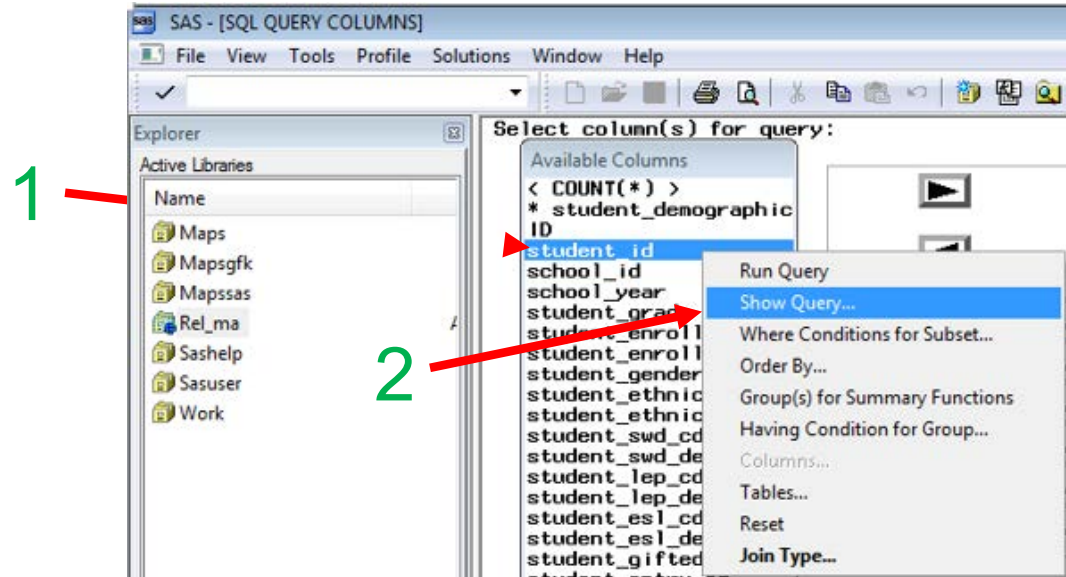 SAS - [SQL QUERY COLUMNS]
File View Tools Profile Solutions Window Help
Explorer
Active Libraries
Name
Maps
Mapsgfk
Mapssas
Rel_ma
Sashelp
Sasuser
Work
1
2
Select column(s) for query:
Available Columns
< COUNT(*) >
* student_demographic
ID
student_id
school_id
school_year
student_grad
student_enroll
student_enroll
student_gender
student_ethnic
student_ethnic
student_swd_cd
student_swd_de
student_lep_cd
student_lep_de
student_esl_cd
student_esl_de
student_gifted
Run Query
Show Query...
Where Conditions for Subset...
Order By...
Group(s) for Summary Functions
Having Condition for Group...
Columns...
Tables...
Reset
Join Type...